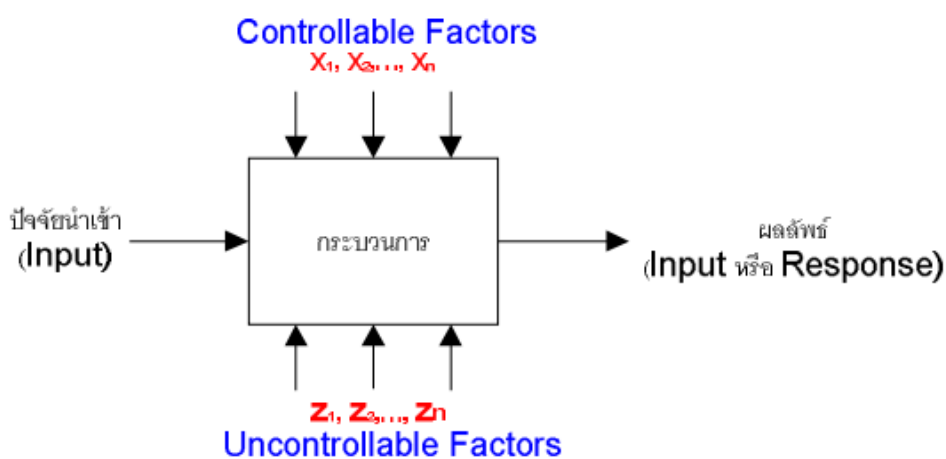 Controllable Factors
X₁, X₂,..., Xₙ
ปัจจัยนำเข้า
(Input)
กระบวนการ
ผลลัพธ์
(Input หรือ Response)
z₁, z₂,..., zn
Uncontrollable Factors